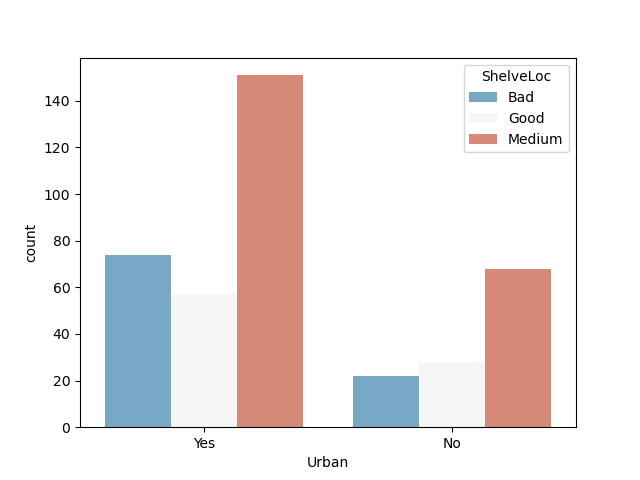 ShelveLoc
Bad
Good
Medium
140
120
100
80
60
40
20
0
count
Yes
No
Urban